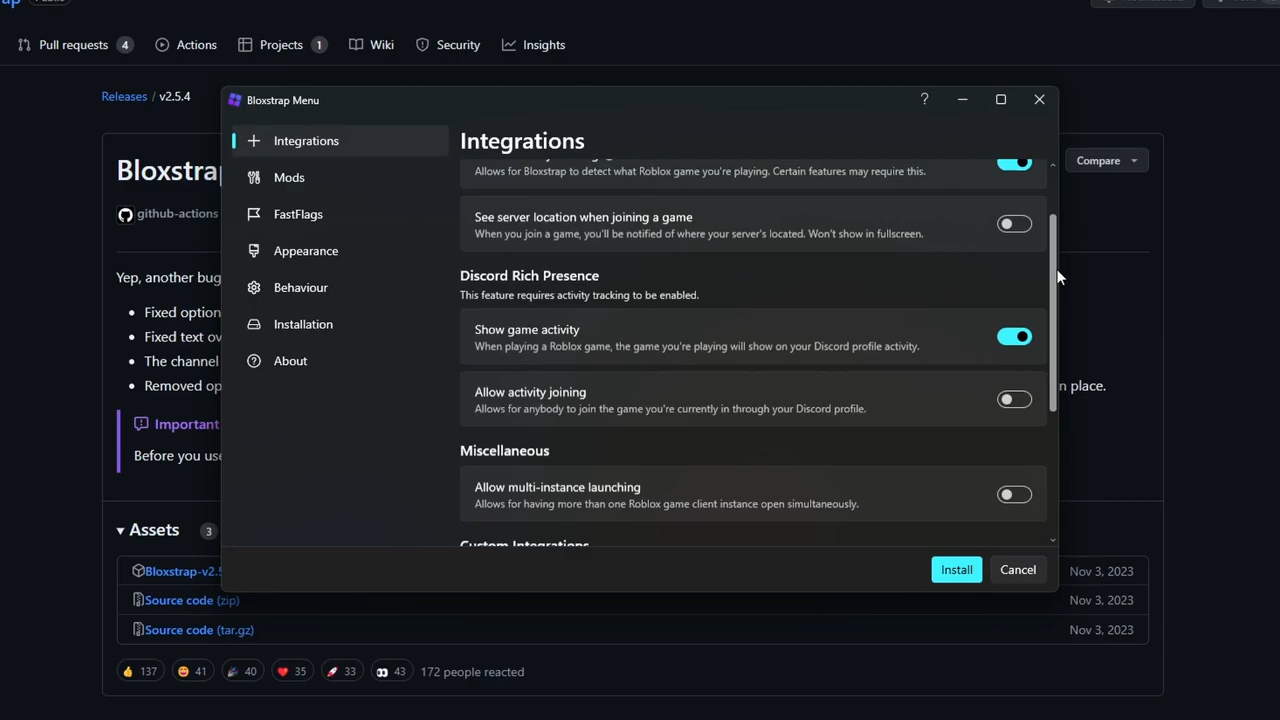 Pull requests 4 Actions Projects 1 Wiki Security Insights
Releases / v2.5.4
Bloxstrap Menu ?
Integrations
Mods
FastFlags
Appearance
Behaviour
Installation
About
Integrations
Allows for Bloxstrap to detect what Roblox game you're playing. Certain features may require this.
See server location when joining a game
When you join a game, you'll be notified of where your server's located. Won't show in fullscreen.
Discord Rich Presence
This feature requires activity tracking to be enabled.
Show game activity
When playing a Roblox game, the game you're playing will show on your Discord profile activity.
Allow activity joining
Allows for anybody to join the game you're currently in through your Discord profile.
Miscellaneous
Allow multi-instance launching
Allows for having more than one Roblox game client instance open simultaneously.
Custom Integrations
Install Cancel
Compare
Bloxstrap
github-actions
Yep, another bug
Fixed option
Fixed text ov
The channel
Removed op
n place.
Important
Before you use
Assets 3
Bloxstrap-v2.5 Nov 3, 2023
Source code (zip) Nov 3, 2023
Source code (tar.gz) Nov 3, 2023
137 41 40 35 33 43 172 people reacted